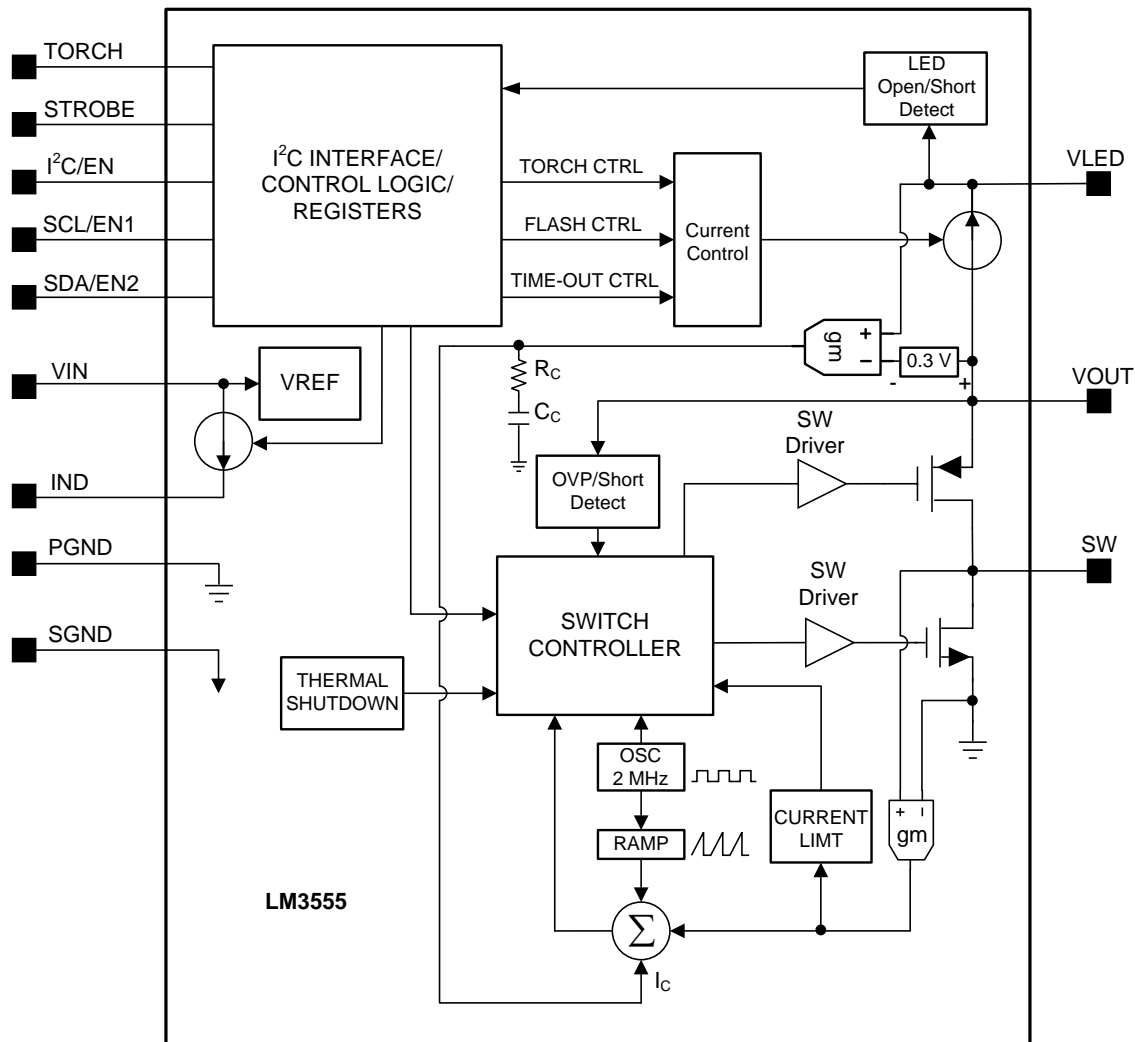 TORCH
STROBE
I²C/EN
SCL/EN1
SDA/EN2
VIN
IND
PGND
SGND
I²C INTERFACE/
CONTROL LOGIC/
REGISTERS
LED
Open/Short
Detect
VLED
TORCH CTRL
FLASH CTRL
TIME-OUT CTRL
Current
Control
+
−
gm
0.3 V
- +
VREF
RC
CC
VOUT
SW
Driver
OVP/Short
Detect
SW
SW
Driver
SWITCH
CONTROLLER
THERMAL
SHUTDOWN
OSC
2 MHz
RAMP
CURRENT
LIMT
+ −
gm
LM3555
Σ
IC